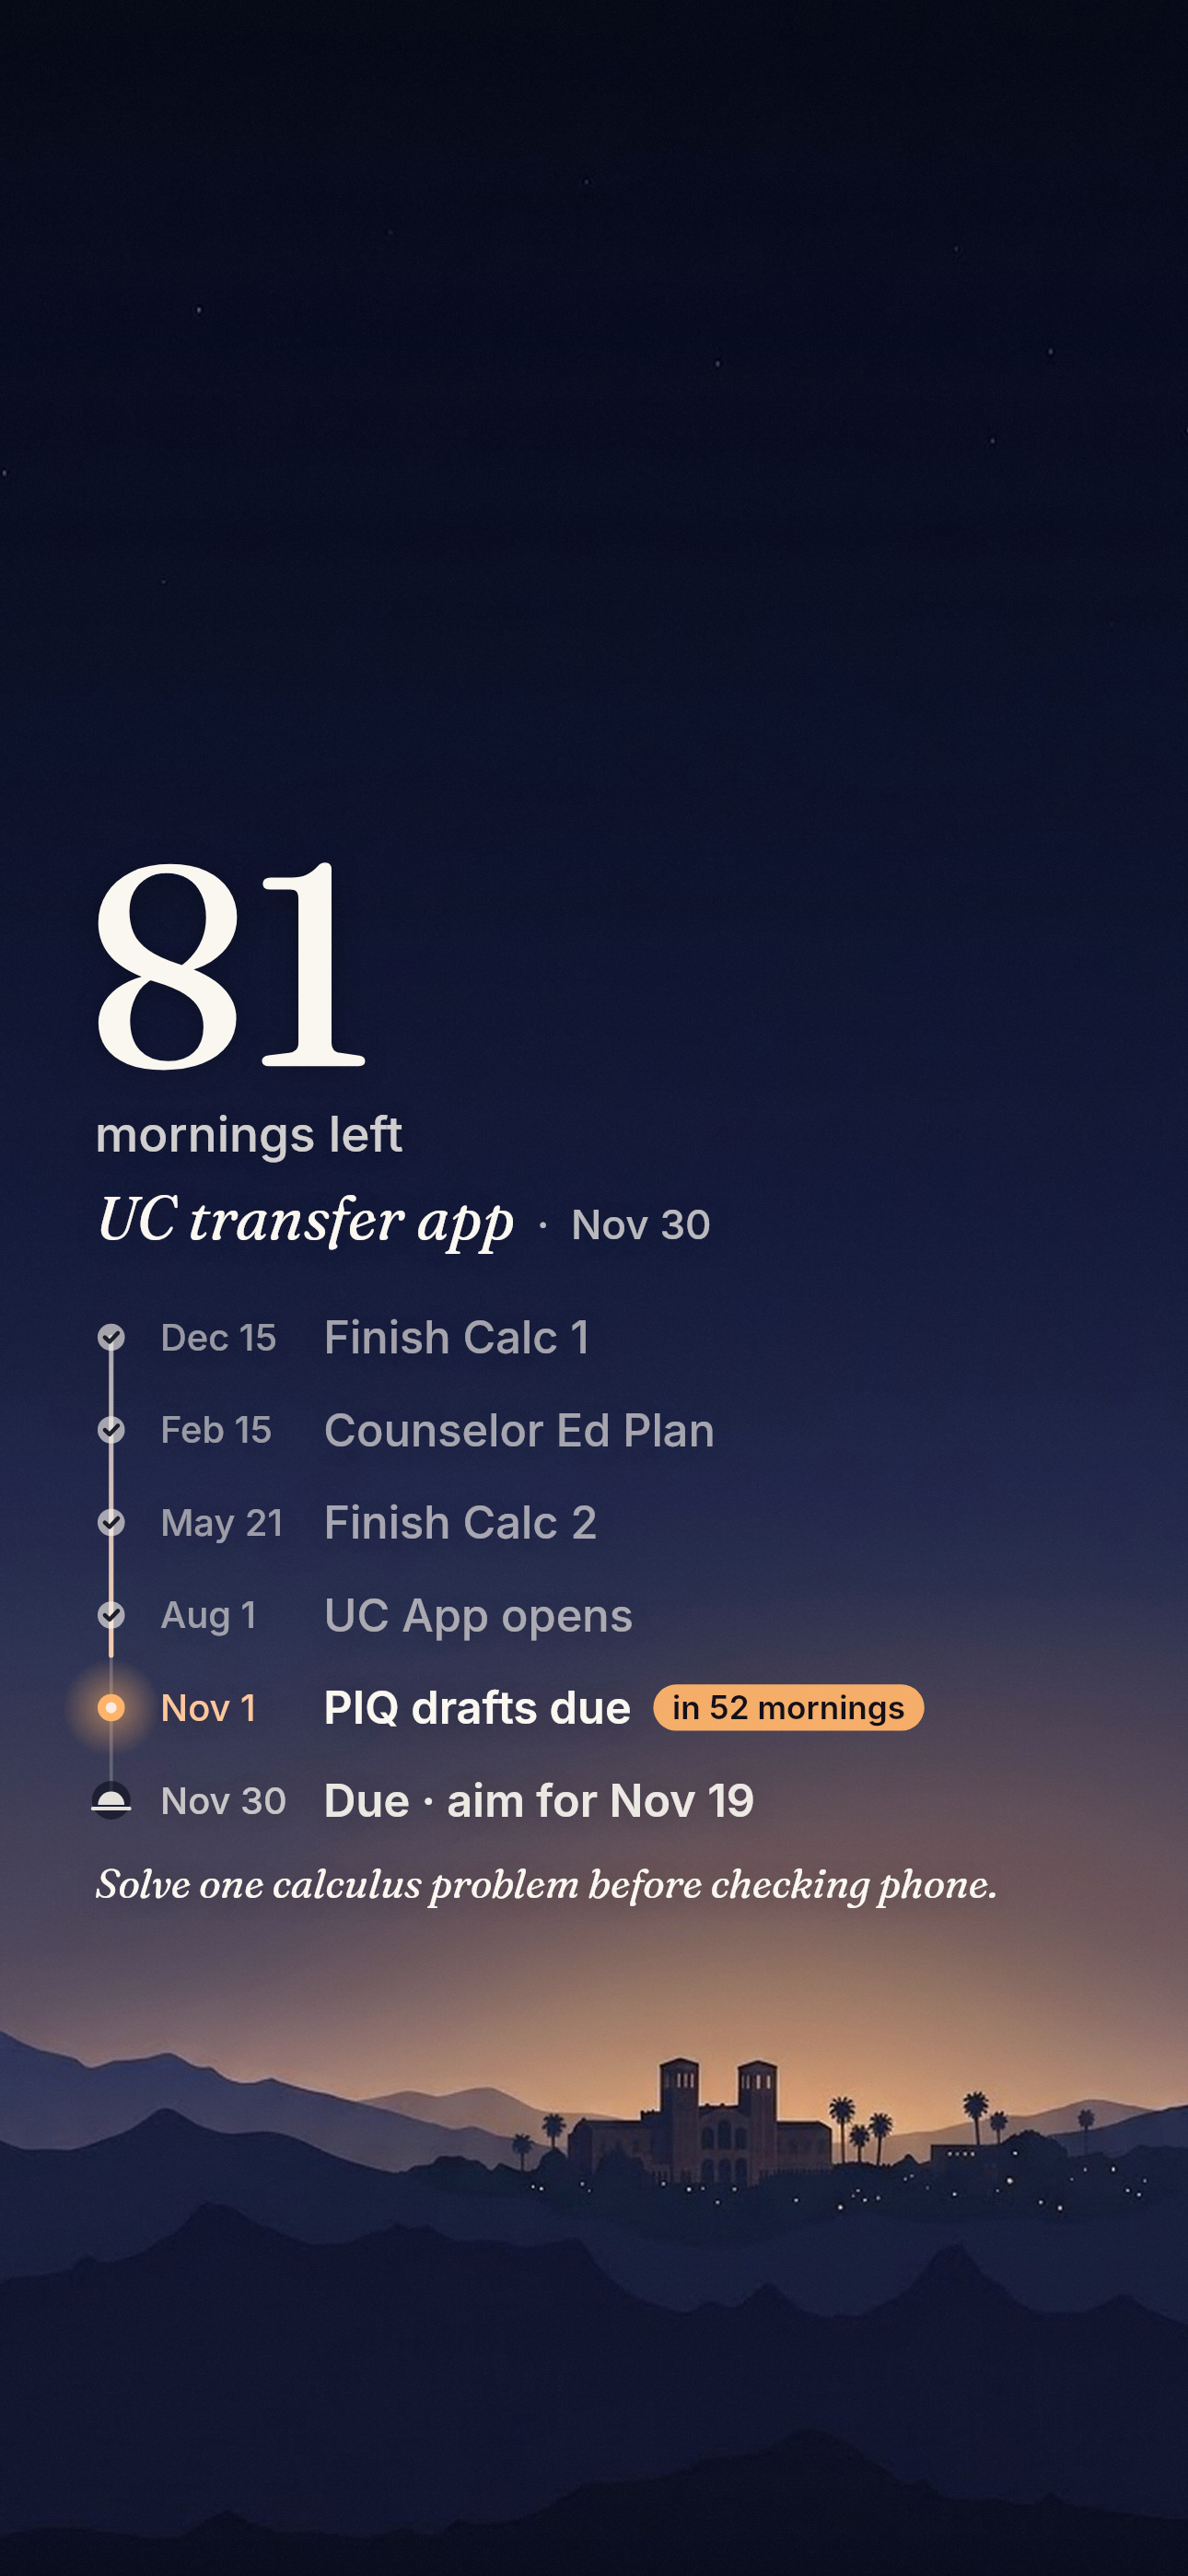 81
mornings left
UC transfer app · Nov 30
Dec 15 Finish Calc 1
Feb 15 Counselor Ed Plan
May 21 Finish Calc 2
Aug 1 UC App opens
Nov 1 PIQ drafts due in 52 mornings
Nov 30 Due · aim for Nov 19
Solve one calculus problem before checking phone.